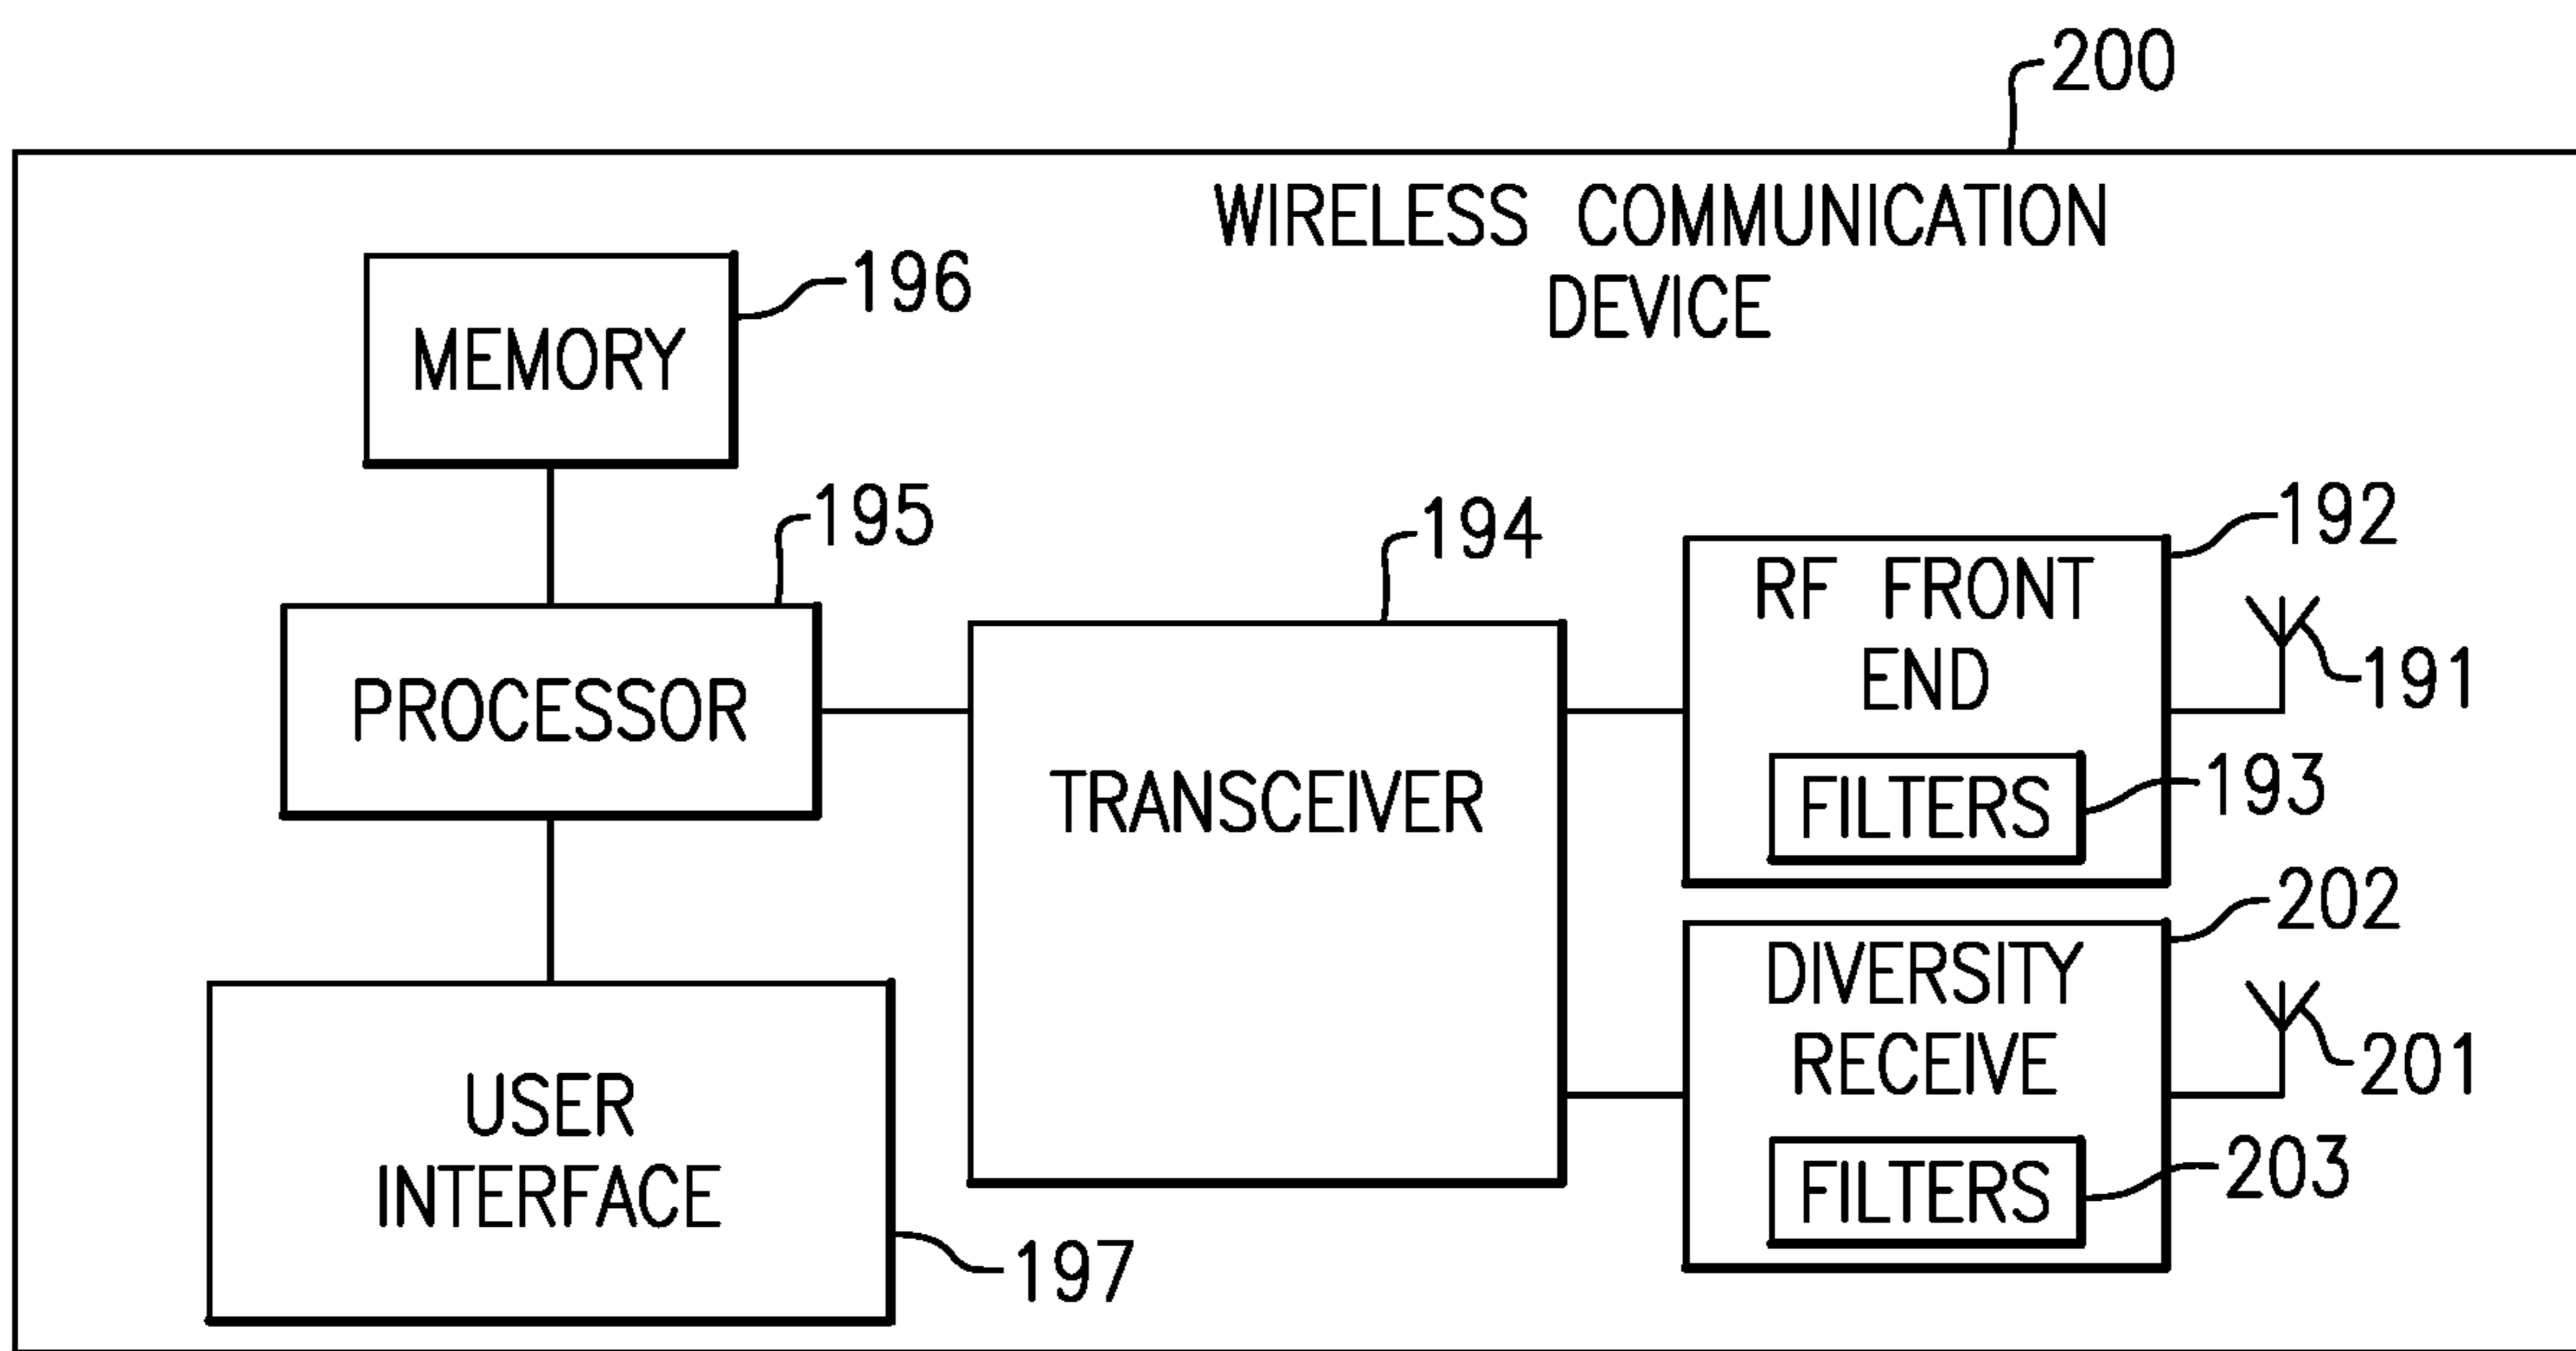 200
WIRELESS COMMUNICATION
DEVICE
MEMORY
196
PROCESSOR
195
USER
INTERFACE
197
TRANSCEIVER
194
RF FRONT
END
FILTERS
192
191
193
DIVERSITY
RECEIVE
FILTERS
202
201
203